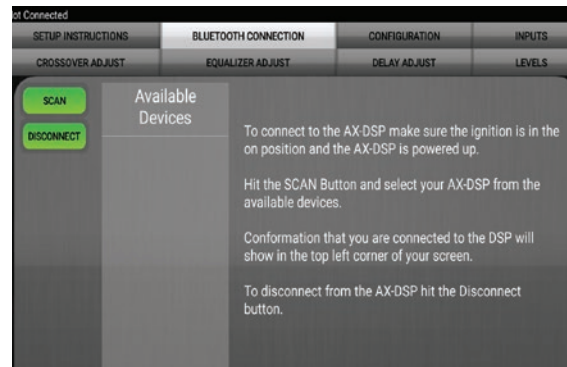 ot Connected
SETUP INSTRUCTIONS BLUETOOTH CONNECTION CONFIGURATION INPUTS
CROSSOVER ADJUST EQUALIZER ADJUST DELAY ADJUST LEVELS
SCAN
DISCONNECT
Available
Devices
To connect to the AX-DSP make sure the ignition is in the
on position and the AX-DSP is powered up.
Hit the SCAN Button and select your AX-DSP from the
available devices.
Conformation that you are connected to the DSP will
show in the top left corner of your screen.
To disconnect from the AX-DSP hit the Disconnect
button.